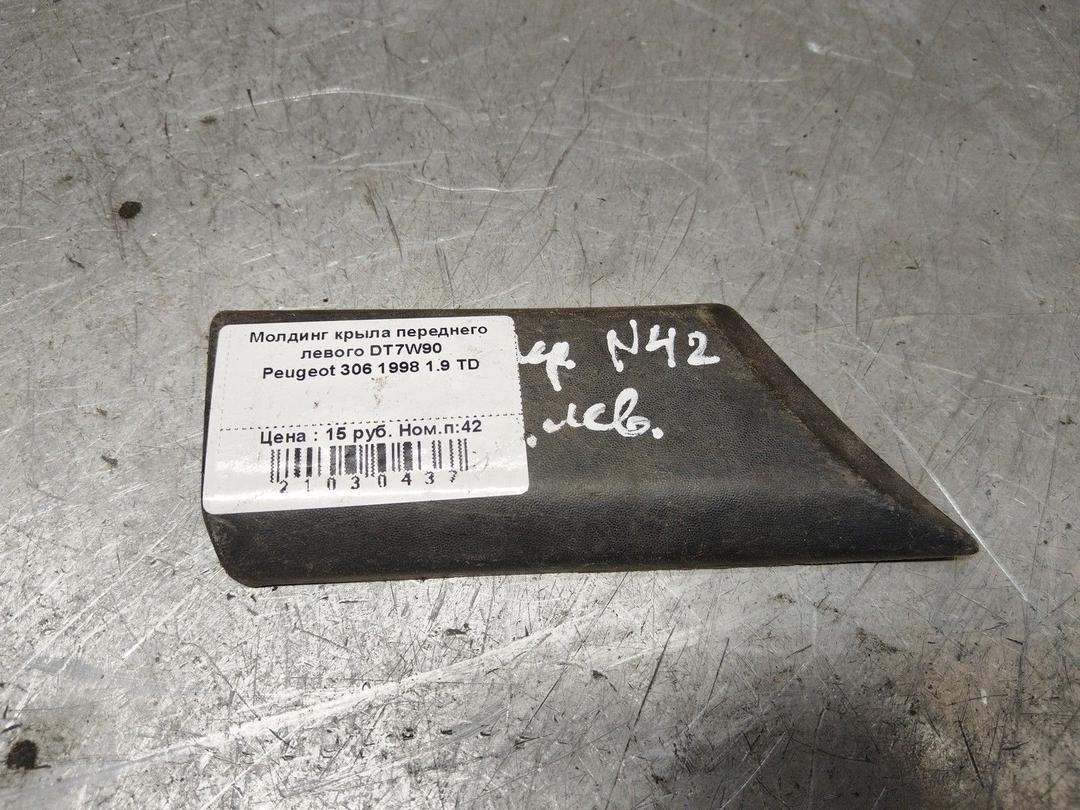 Молдинг крыла переднего
левого DT7W90
Peugeot 306 1998 1.9 TD
Цена : 15 руб. Ном.п:42
21030437
N42
.лев.